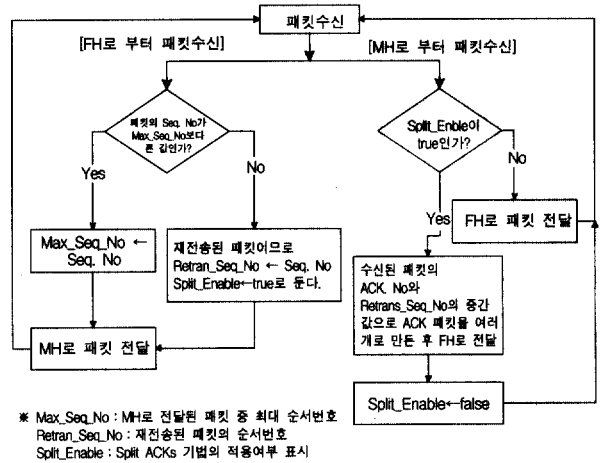 패킷수신
[FH로 부터 패킷수신]
[MH로 부터 패킷수신]
패킷의 Seq. No가
Max_Seq_No보다
큰 값인가?
Split_Enble이
true인가?
Yes
No
No
Yes
Max_Seq_No ←
Seq. No
재전송된 패킷이므로
Retran_Seq_No ← Seq. No
Split_Enable←true로 둔다.
FH로 패킷 전달
수신된 패킷의
ACK. No와
Retrans_Seq_No의 중간
값으로 ACK 패킷를 여러
개로 만든 후 FH로 전달
MH로 패킷 전달
Split_Enable←false
※ Max_Seq_No : MH로 전달된 패킷 중 최대 순서번호
Retran_Seq_No : 재전송된 패킷의 순서번호
Split_Enable : Split ACKs 기법의 적용여부 표시